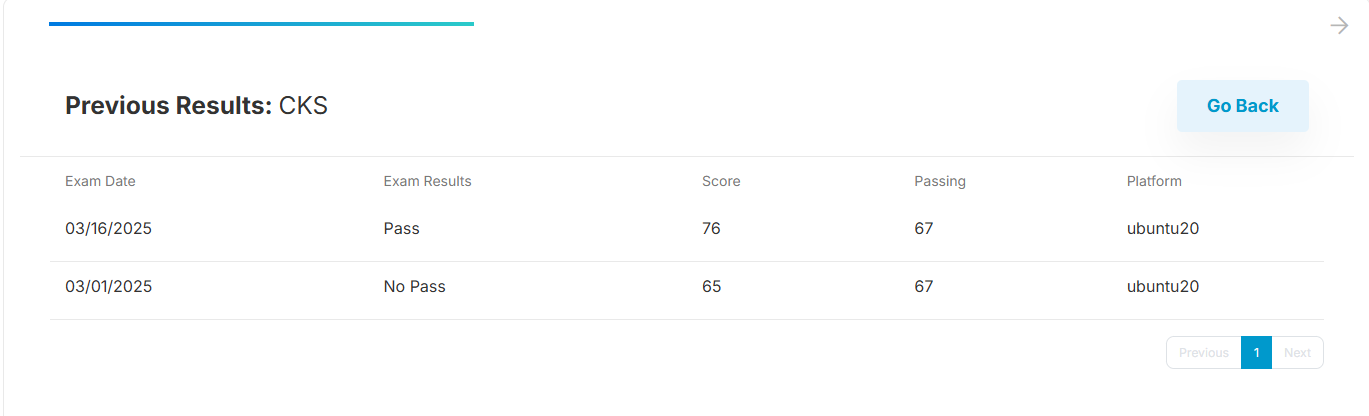 Previous Results: CKS
Go Back
Exam Date Exam Results Score Passing Platform
03/16/2025 Pass 76 67 ubuntu20
03/01/2025 No Pass 65 67 ubuntu20
Previous 1 Next